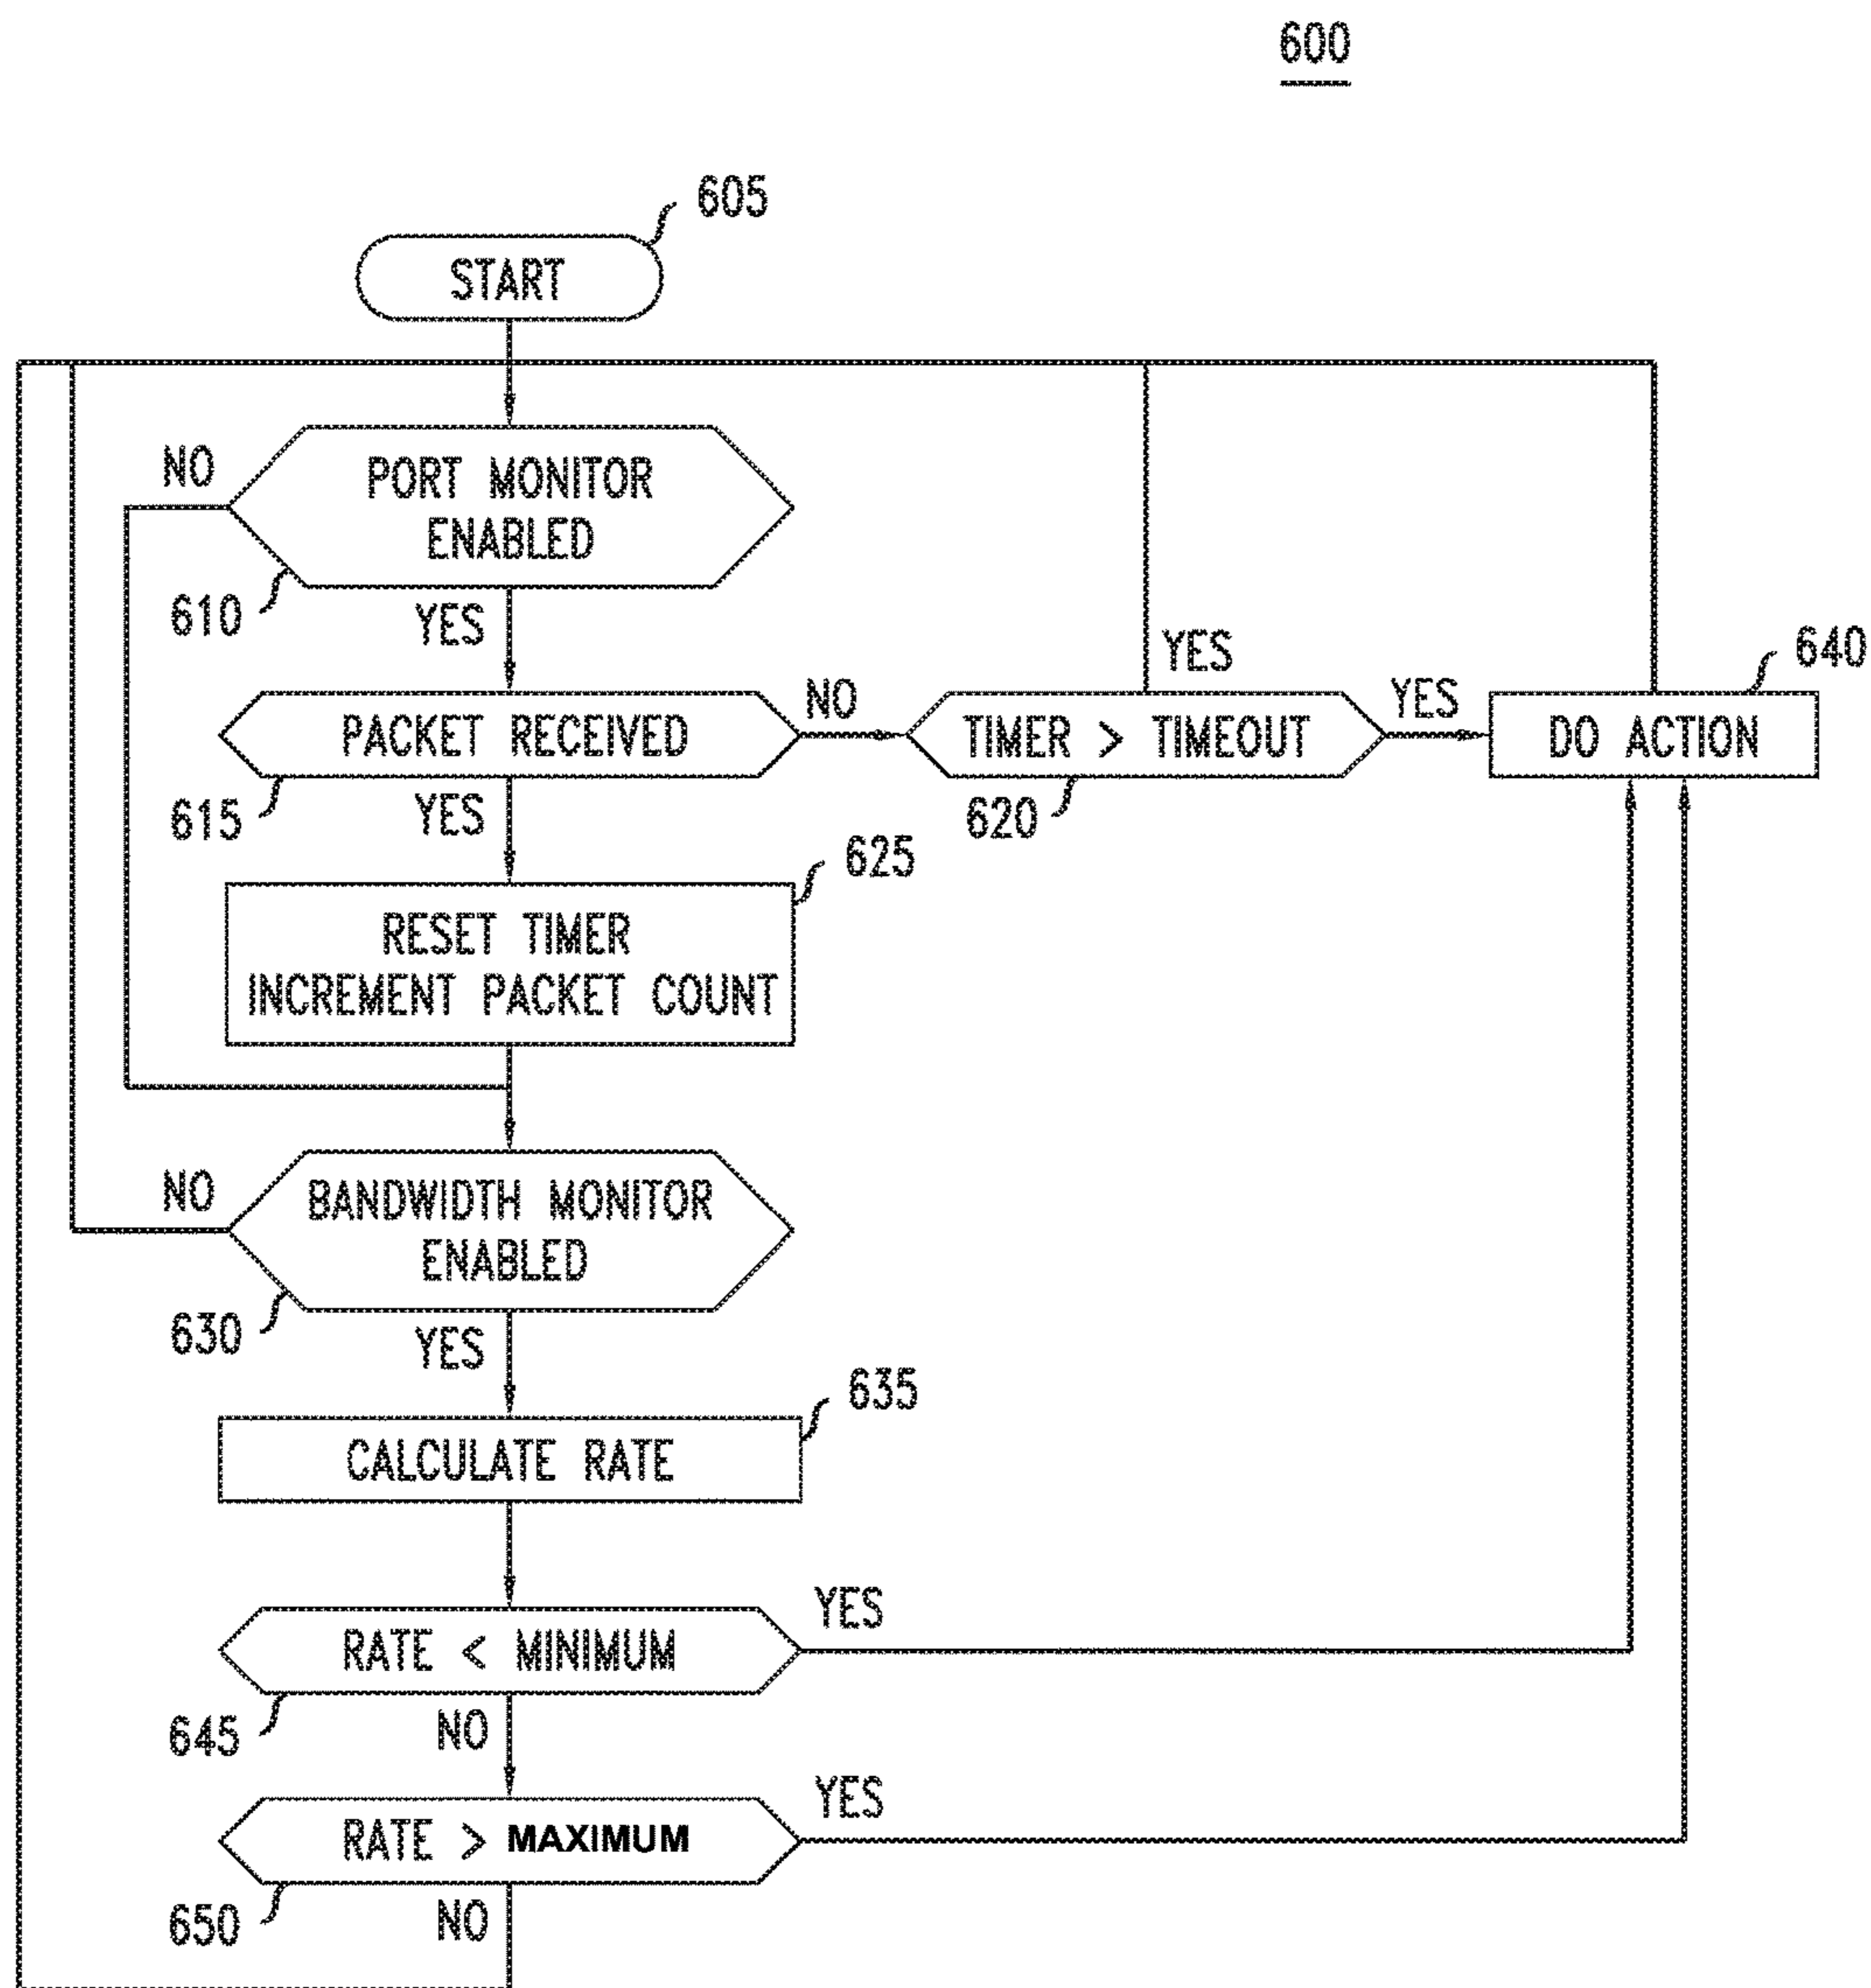 600
605
START
NO
PORT MONITOR
ENABLED
610
YES
YES
640
PACKET RECEIVED
NO
TIMER > TIMEOUT
YES
DO ACTION
615
YES
620
625
RESET TIMER
INCREMENT PACKET COUNT
NO
BANDWIDTH MONITOR
ENABLED
630
YES
635
CALCULATE RATE
YES
RATE < MINIMUM
645
NO
YES
RATE > MAXIMUM
650
NO